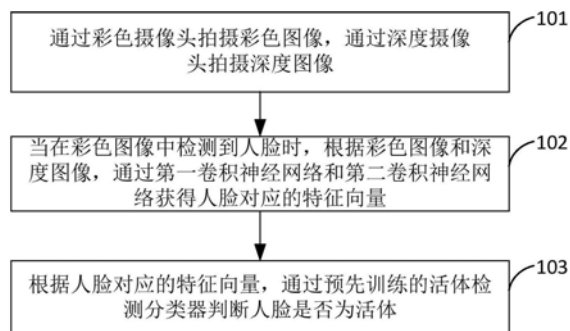 通过彩色摄像头拍摄彩色图像，通过深度摄像
头拍摄深度图像
101
当在彩色图像中检测到人脸时，根据彩色图像和深
度图像，通过第一卷积神经网络和第二卷积神经网
络获得人脸对应的特征向量
102
根据人脸对应的特征向量，通过预先训练的活体检
测分类器判断人脸是否为活体
103